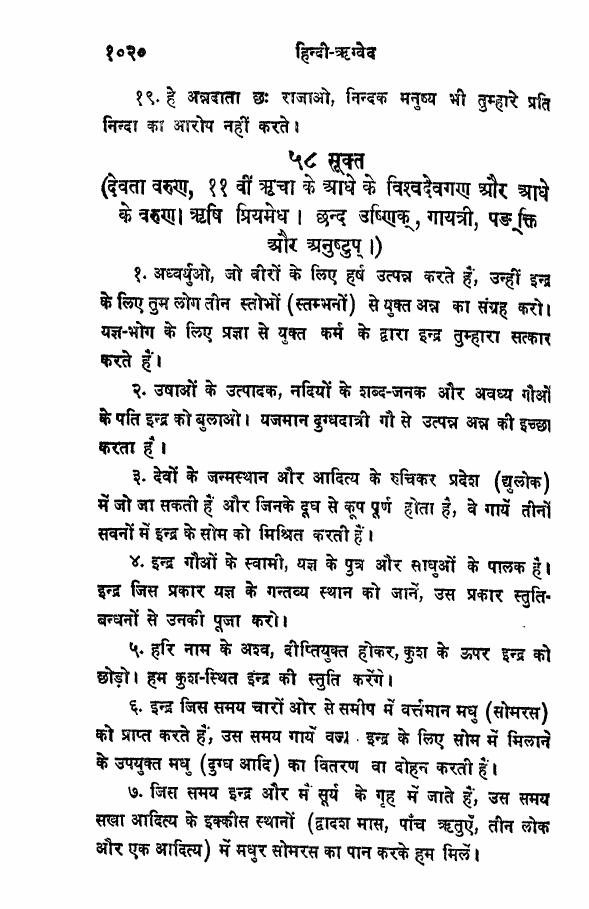 १०२० हिन्दी-ऋग्वेद
१९. हे अन्नदाता छः राजाओ, निन्दक मनुष्य भी तुम्हारे प्रति
निन्दा का आरोप नहीं करते।
५८ सूक्त
(देवता वरुण, ११ वीं ऋचा के आधे के विश्वदेवगण और आधे
के वरुण। ऋषि प्रियमेध। छन्द उष्णिक्, गायत्री, पङ्क्ति
और अनुष्टुप्।)
१. अध्वर्युओ, जो वीरों के लिए हर्ष उत्पन्न करते हैं, उन्हीं इन्द्र
के लिए तुम लोग तीन स्तोभों (स्तम्भनों) से युक्त अन्न का संग्रह करो।
यज्ञ-भोग के लिए प्रज्ञा से युक्त कर्म के द्वारा इन्द्र तुम्हारा सत्कार
करते हैं।
२. उषाओं के उत्पादक, नदियों के शब्द-जनक और अवध्य गौओं
के पति इन्द्र को बुलाओ। यजमान दुग्धदात्री गौ से उत्पन्न अन्न की इच्छा
करता है।
३. देवों के जन्मस्थान और आदित्य के रुचिकर प्रदेश (द्युलोक)
में जो जा सकती हैं और जिनके दूध से कूप पूर्ण होता है, वे गायें तीनों
सवनों में इन्द्र के सोम को मिश्रित करती हैं।
४. इन्द्र गौओं के स्वामी, यज्ञ के पुत्र और साधुओं के पालक हैं।
इन्द्र जिस प्रकार यज्ञ के गन्तव्य स्थान को जानें, उस प्रकार स्तुति-
वन्धनों से उनकी पूजा करो।
५. हरि नाम के अश्व, दीप्तियुक्त होकर, कुश के ऊपर इन्द्र को
छोड़ो। हम कुश-स्थित इंन्द्र की स्तुति करेंगे।
६. इन्द्र जिस समय चारों ओर से समीप में वर्त्तमान मधु (सोमरस)
को प्राप्त करते हैं, उस समय गायें इन्द्र के लिए सोम में मिलाने
के उपयुक्त मधु (दुग्ध आदि) का वितरण वा दोहन करती हैं।
७. जिस समय इन्द्र और मैं सूर्य के गृह में जाते हैं, उस समय
सखा आदित्य के इक्कीस स्थानों (द्वादश मास, पाँच ऋतुएँ, तीन लोक
और एक आदित्य) में मधुर सोमरस का पान करके हम मिलें।